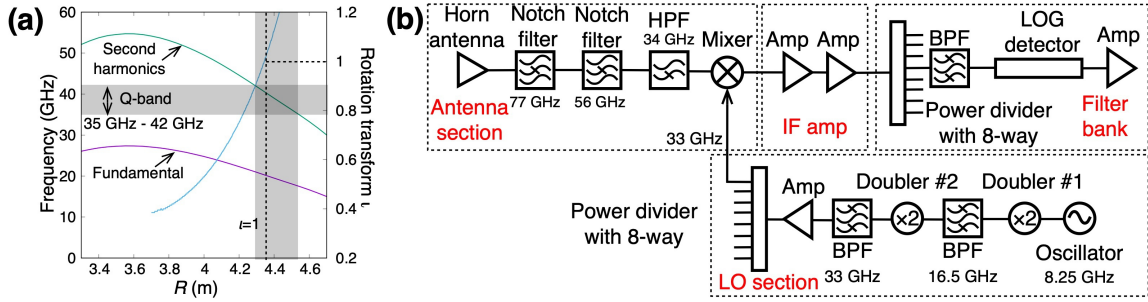 (a)
60
50
40
30
20
10
0
Frequency (GHz)
Second
harmonics
Q-band
35 GHz - 42 GHz
Fundamental
ι=1
3.4
3.6
3.8
4
4.2
4.4
4.6
R (m)
1.2
1
0.8
0.6
0.4
0.2
Rotation transform ι
(b)
Horn
antenna
Notch
filter
77 GHz
Notch
filter
56 GHz
HPF
34 GHz
Mixer
Antenna
section
Amp
Amp
IF amp
BPF
LOG
detector
Amp
Power divider
with 8-way
Filter
bank
33 GHz
Power divider
with 8-way
Amp
Doubler #2
Doubler #1
×2
×2
BPF
33 GHz
BPF
16.5 GHz
Oscillator
8.25 GHz
LO section